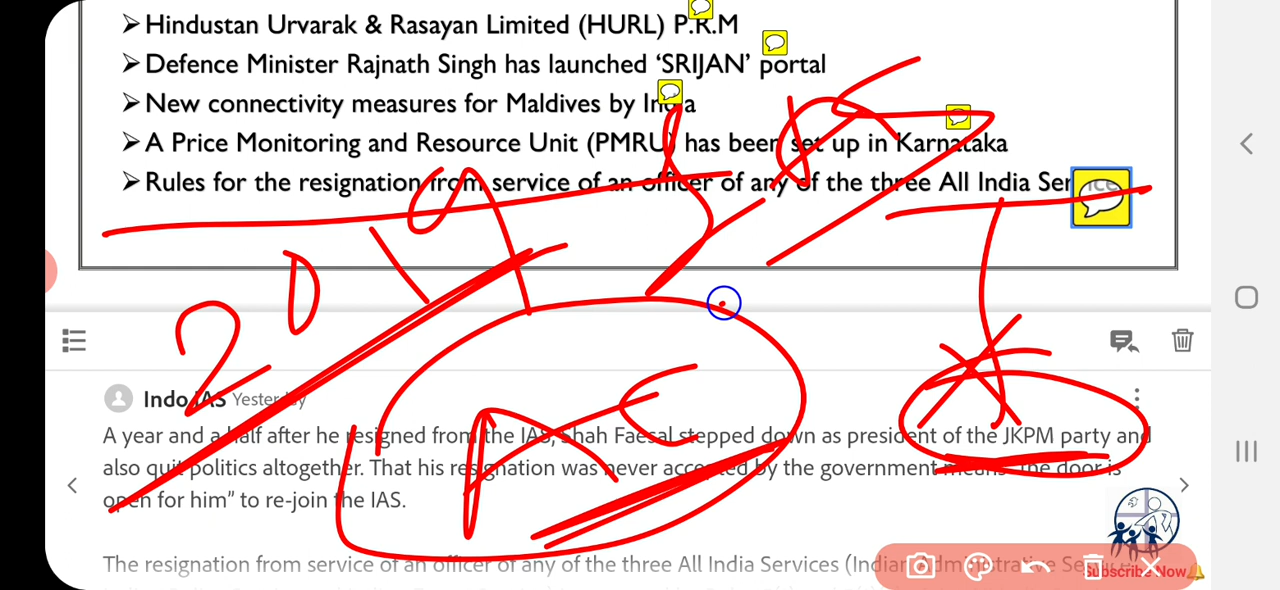 ➤Hindustan Urvarak & Rasayan Limited (HURL) P.R.M
➤Defence Minister Rajnath Singh has launched ‘SRIJAN’ portal
➤New connectivity measures for Maldives by India
➤A Price Monitoring and Resource Unit (PMRU) has been set up in Karnataka
➤Rules for the resignation from service of an officer of any of the three All India Service
2019
Indo IAS Yesterday
A year and a half after he resigned from the IAS, Shah Faesal stepped down as president of the JKPM party and
also quit politics altogether. That his resignation was never accepted by the government means “the door is
open for him” to re-join the IAS.
The resignation from service of an officer of any of the three All India Services (Indian Administrative Service
Subscribe Now